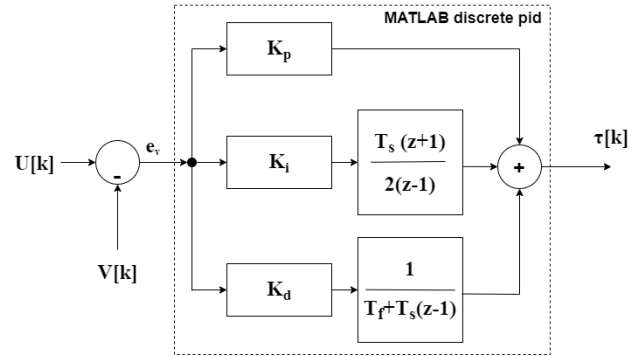 MATLAB discrete pid
Kp
τ[k]
ev
U[k]
-
Ki
Ts (z+1)
2(z-1)
+
V[k]
Kd
1
Tf+Ts(z-1)